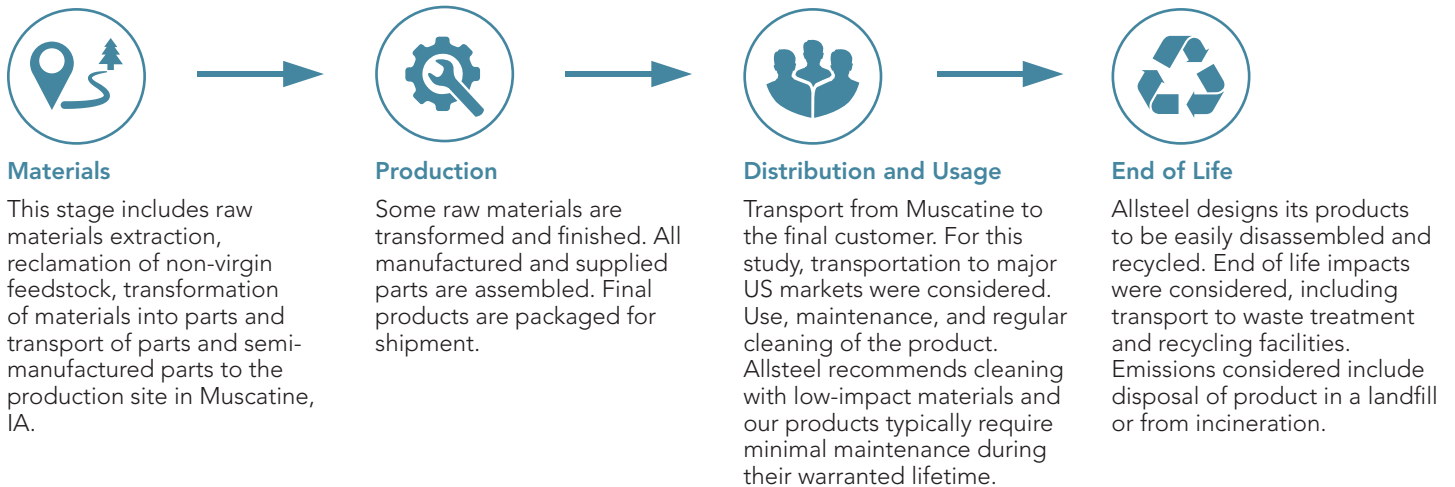 Materials
This stage includes raw
materials extraction,
reclamation of non-virgin
feedstock, transformation
of materials into parts and
transport of parts and semi-
manufactured parts to the
production site in Muscatine,
IA.
Production
Some raw materials are
transformed and finished. All
manufactured and supplied
parts are assembled. Final
products are packaged for
shipment.
Distribution and Usage
Transport from Muscatine to
the final customer. For this
study, transportation to major
US markets were considered.
Use, maintenance, and regular
cleaning of the product.
Allsteel recommends cleaning
with low-impact materials and
our products typically require
minimal maintenance during
their warranted lifetime.
End of Life
Allsteel designs its products
to be easily disassembled and
recycled. End of life impacts
were considered, including
transport to waste treatment
and recycling facilities.
Emissions considered include
disposal of product in a landfill
or from incineration.